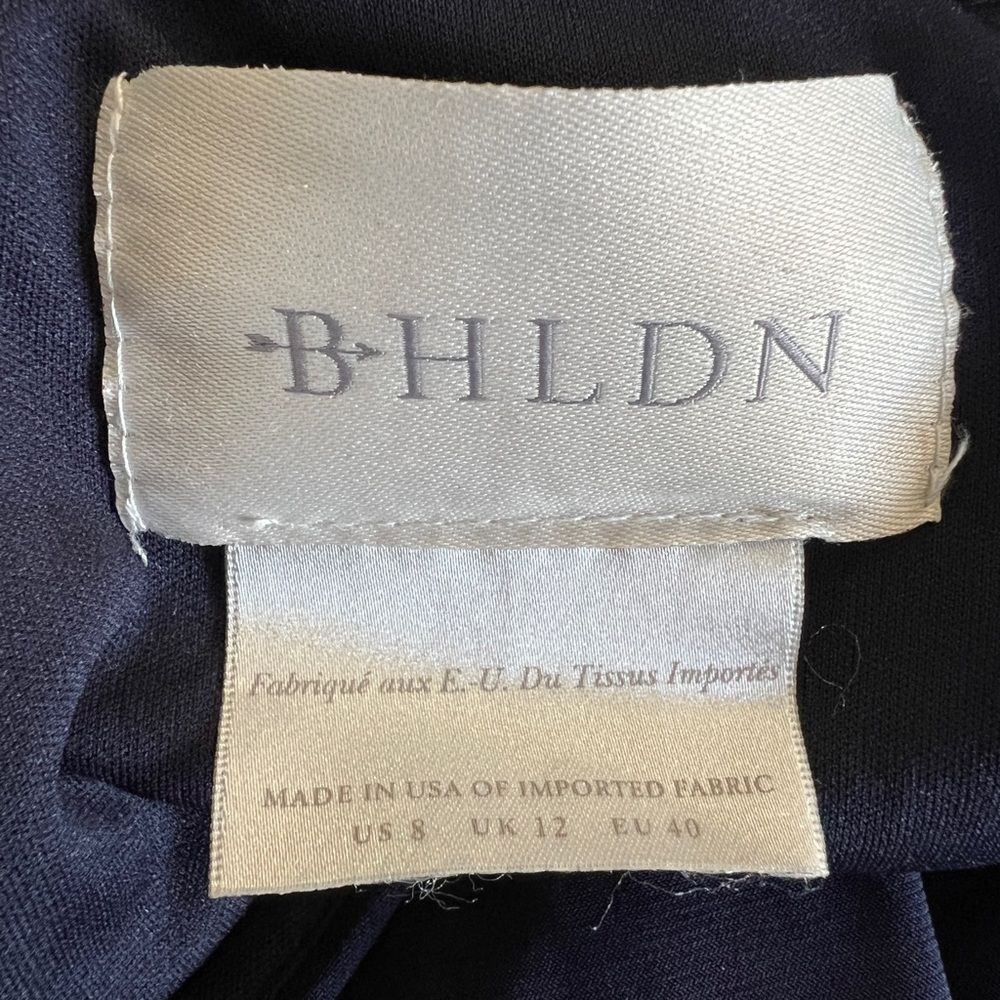 BHLDN
Fabriqué aux E.-U. Du Tissus Importés
MADE IN USA OF IMPORTED FABRIC
US 8 UK 12 EU 40